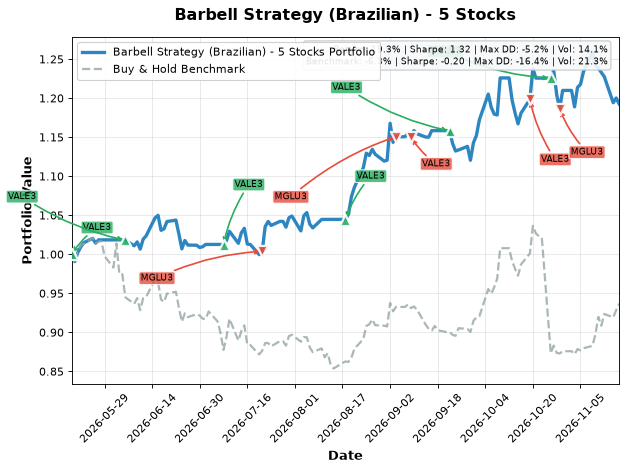 Barbell Strategy (Brazilian) - 5 Stocks
Barbell Strategy (Brazilian) - 5 Stocks Portfolio
Buy & Hold Benchmark
| Sharpe: 1.32 | Max DD: -5.2% | Vol: 14.1%
| Sharpe: -0.20 | Max DD: -16.4% | Vol: 21.3%
1.25
1.20
1.15
1.10
1.05
1.00
0.95
0.90
0.85
Portfolio Value
VALE3
VALE3
VALE3
MGLU3
VALE3
MGLU3
VALE3
VALE3
VALE3
MGLU3
2026-05-29
2026-06-14
2026-06-30
2026-07-16
2026-08-01
2026-08-17
2026-09-02
2026-09-18
2026-10-04
2026-10-20
2026-11-05
Date